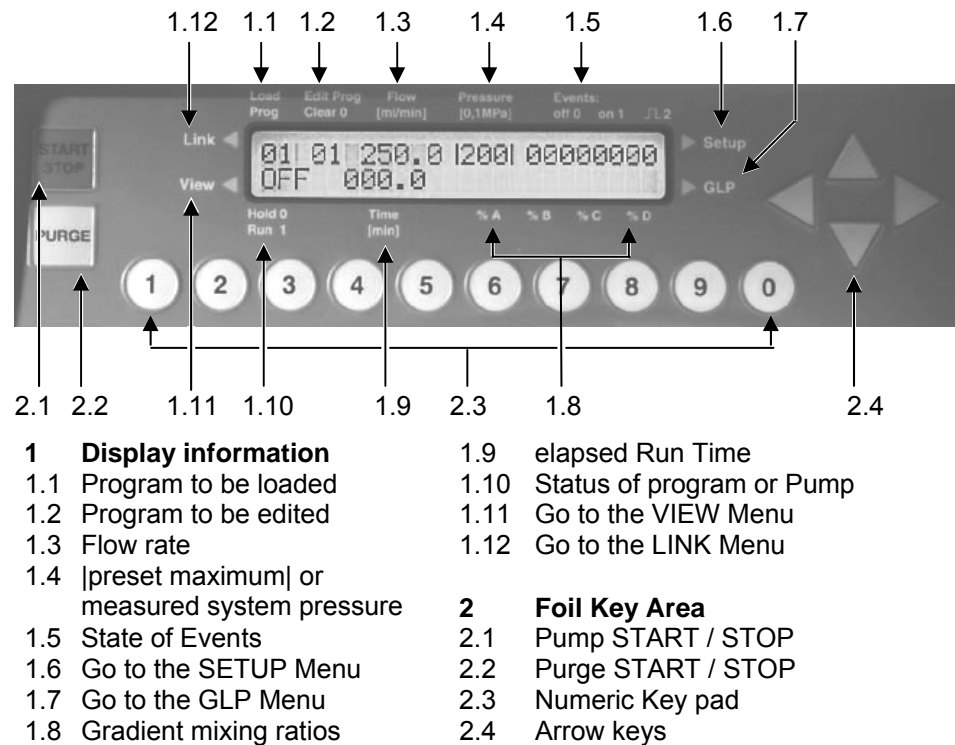 1.12 1.1 1.2 1.3 1.4 1.5 1.6 1.7
Load Edit Prog Flow Pressure Events:
Prog Clear 0 [ml/min] [0,1MPa] off 0 on 1 2
START
STOP
Link
Setup
01| 01 250.0 |200| 00000000
OFF 000.0
View
GLP
PURGE
Hold 0 Time % A % B % C % D
Run 1 [min]
1 2 3 4 5 6 7 8 9 0
2.1 2.2 1.11 1.10 1.9 2.3 1.8 2.4
1 Display information
1.1 Program to be loaded
1.2 Program to be edited
1.3 Flow rate
1.4 |preset maximum| or
measured system pressure
1.5 State of Events
1.6 Go to the SETUP Menu
1.7 Go to the GLP Menu
1.8 Gradient mixing ratios
1.9 elapsed Run Time
1.10 Status of program or Pump
1.11 Go to the VIEW Menu
1.12 Go to the LINK Menu
2 Foil Key Area
2.1 Pump START / STOP
2.2 Purge START / STOP
2.3 Numeric Key pad
2.4 Arrow keys